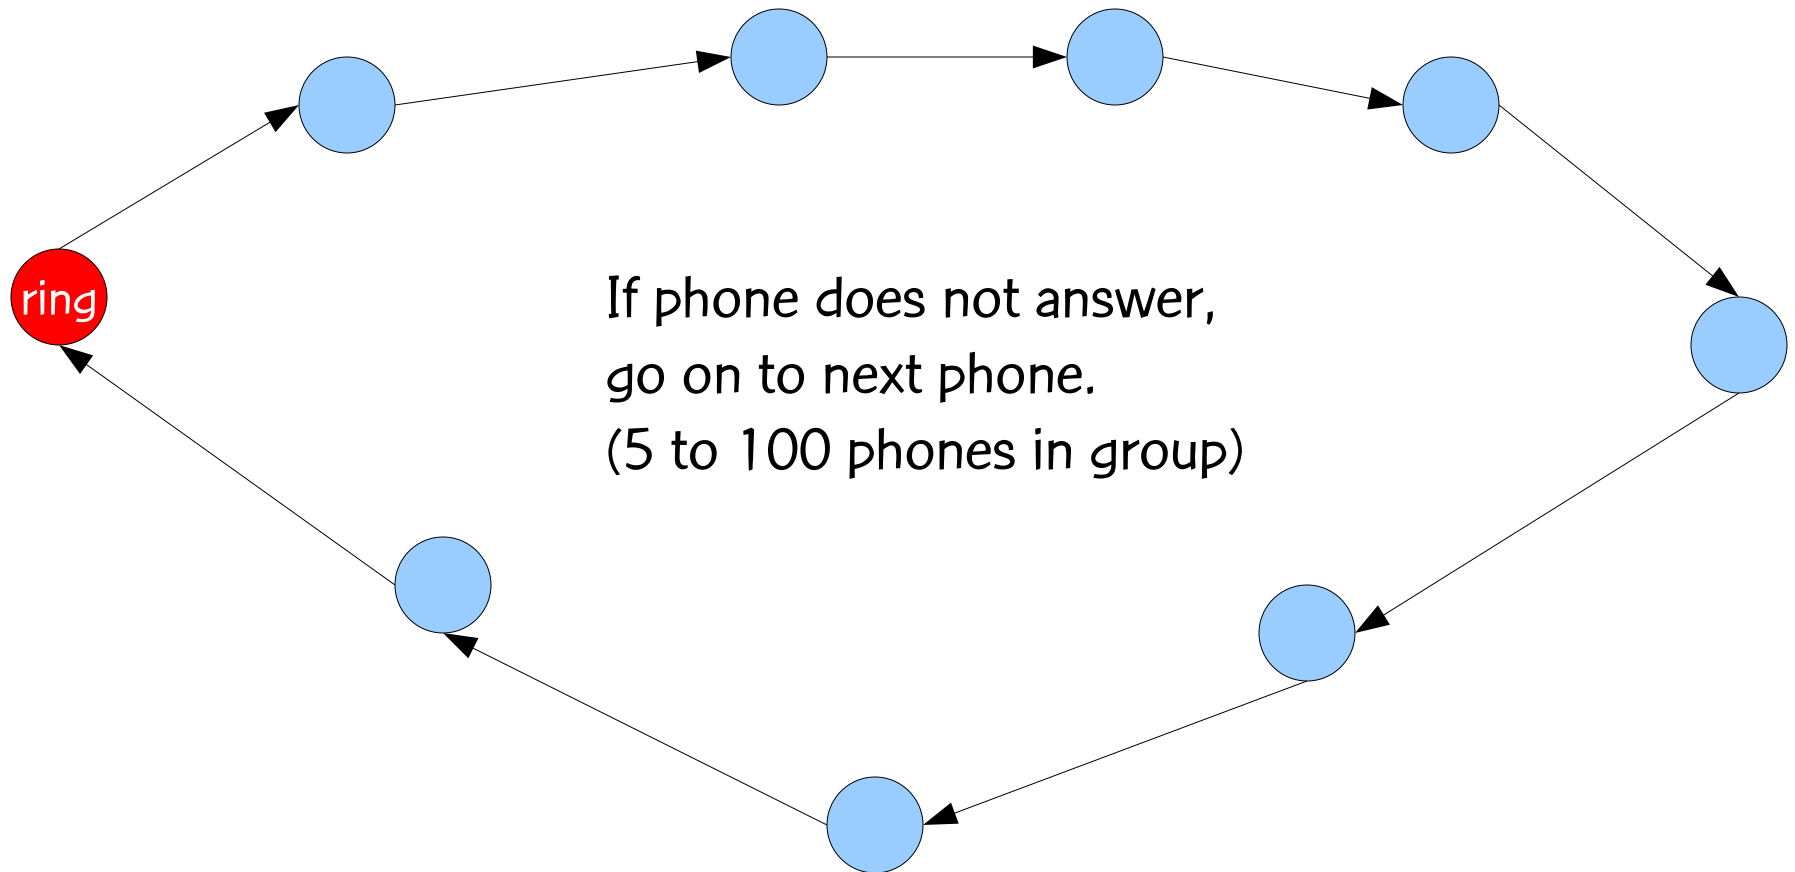 ring
If phone does not answer,
go on to next phone.
(5 to 100 phones in group)